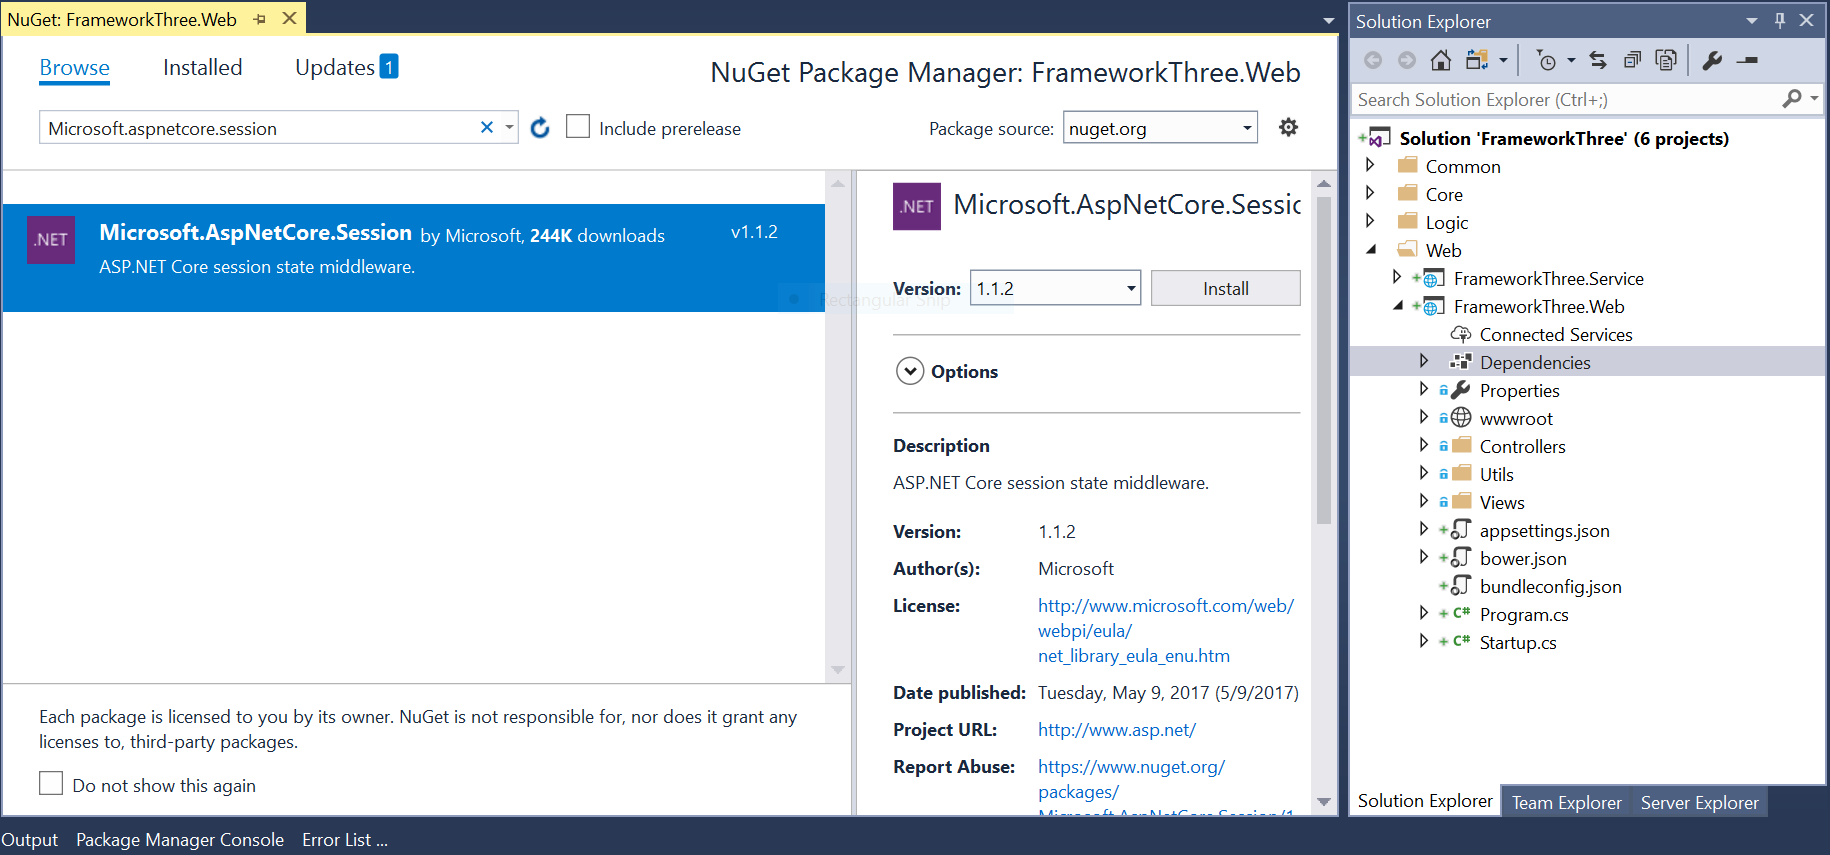 NuGet: FrameworkThree.Web
Browse
Installed
Updates 1
NuGet Package Manager: FrameworkThree.Web
Microsoft.aspnetcore.session
Include prerelease
Package source: nuget.org
.NET
Microsoft.AspNetCore.Session by Microsoft, 244K downloads
v1.1.2
ASP.NET Core session state middleware.
Rectangular Snip
Each package is licensed to you by its owner. NuGet is not responsible for, nor does it grant any
licenses to, third-party packages.
Do not show this again
.NET
Microsoft.AspNetCore.Sessic
Version: 1.1.2
Install
Options
Description
ASP.NET Core session state middleware.
Version: 1.1.2
Author(s): Microsoft
License: http://www.microsoft.com/web/
webpi/eula/
net_library_eula_enu.htm
Date published: Tuesday, May 9, 2017 (5/9/2017)
Project URL: http://www.asp.net/
Report Abuse: https://www.nuget.org/
packages/
Microsoft.AspNetCore.Session/1
Solution Explorer
Search Solution Explorer (Ctrl+;)
Solution 'FrameworkThree' (6 projects)
Common
Core
Logic
Web
FrameworkThree.Service
FrameworkThree.Web
Connected Services
Dependencies
Properties
wwwroot
Controllers
Utils
Views
appsettings.json
bower.json
bundleconfig.json
C# Program.cs
C# Startup.cs
Solution Explorer
Team Explorer
Server Explorer
Output
Package Manager Console
Error List ...